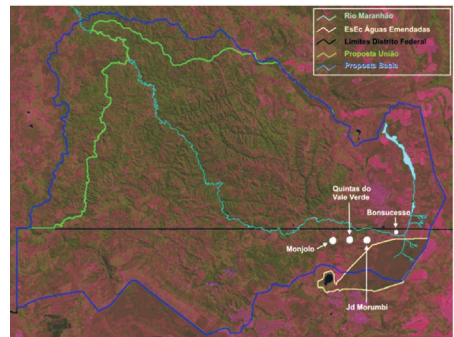 Rio Maranhão
EsEc Águas Emendadas
Limites Distrito Federal
Proposta União
Proposta Bacia
Quintas do
Vale Verde
Bonsucesso
Monjolo
Jd Morumbi